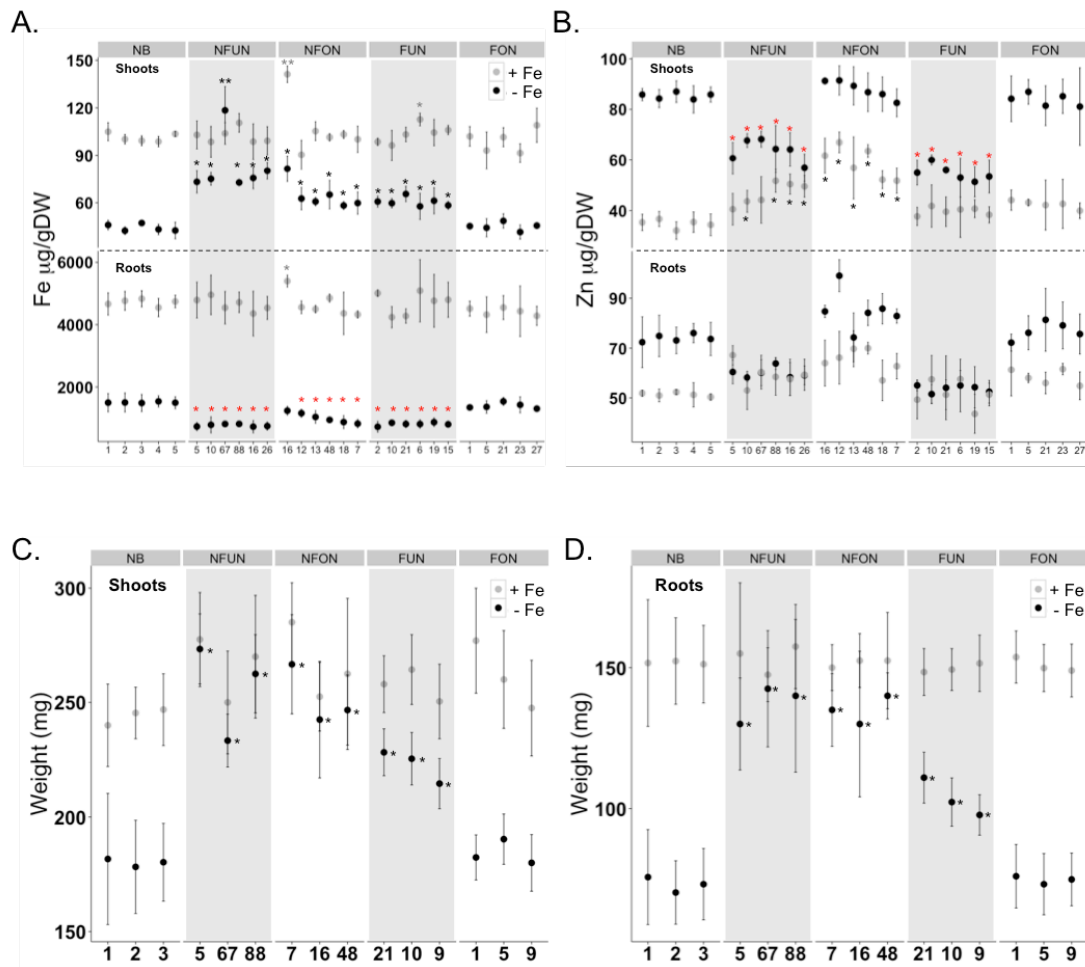 A.
NB NFUN NFON FUN FON
Shoots
+ Fe
- Fe
150
120
90
60
Fe µg/gDW
Roots
6000
4000
2000
1 2 3 4 5 5 10 67 88 16 26 16 12 13 48 18 7 2 10 21 6 19 15 1 5 21 23 27
B.
NB NFUN NFON FUN FON
Shoots
100
80
60
40
Zn µg/gDW
Roots
90
70
50
1 2 3 4 5 5 10 67 88 16 26 16 12 13 48 18 7 2 10 21 6 19 15 1 5 21 23 27
C.
NB NFUN NFON FUN FON
Shoots
+ Fe
- Fe
300
250
200
150
Weight (mg)
1 2 3 5 67 88 7 16 48 21 10 9 1 5 9
D.
NB NFUN NFON FUN FON
Roots
+ Fe
- Fe
150
100
Weight (mg)
1 2 3 5 67 88 7 16 48 21 10 9 1 5 9